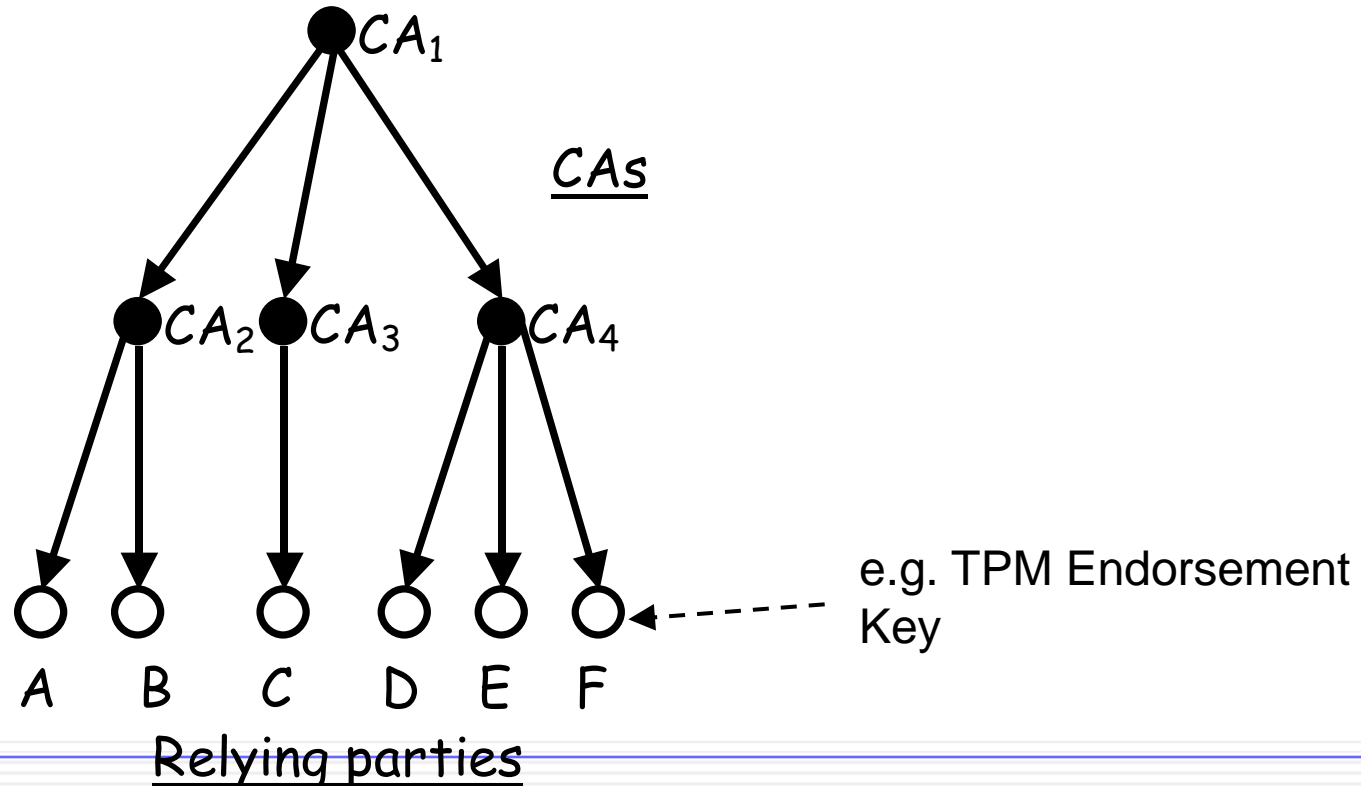 CA₁
CAs
CA₂ CA₃ CA₄
e.g. TPM Endorsement
Key
A B C D E F
Relying parties